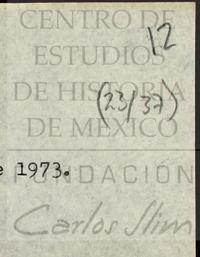 CENTRO DE
12
ESTUDIOS
DE HISTORIA
(23/37)
DE MÉXICO
e 1973.
FUNDACIÓN
Carlos Slim